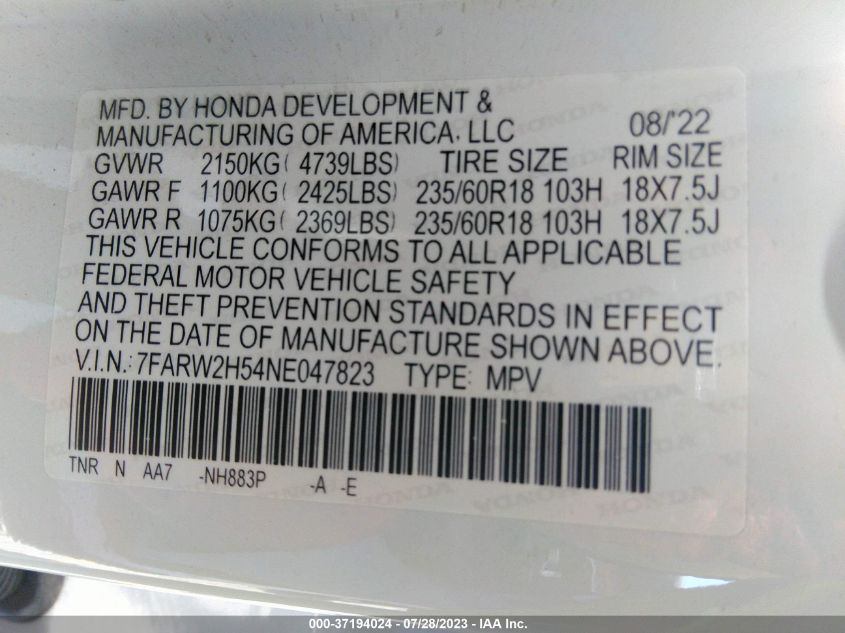 MFD. BY HONDA DEVELOPMENT &
MANUFACTURING OF AMERICA, LLC 08/'22
GVWR 2150KG( 4739LBS) TIRE SIZE RIM SIZE
GAWR F 1100KG( 2425LBS) 235/60R18 103H 18X7.5J
GAWR R 1075KG( 2369LBS) 235/60R18 103H 18X7.5J
THIS VEHICLE CONFORMS TO ALL APPLICABLE
FEDERAL MOTOR VEHICLE SAFETY
AND THEFT PREVENTION STANDARDS IN EFFECT
ON THE DATE OF MANUFACTURE SHOWN ABOVE.
V.I.N.: 7FARW2H54NE047823 TYPE: MPV
TNR N AA7 -NH883P -A -E
HONDA
000-37194024 - 07/28/2023 - IAA Inc.